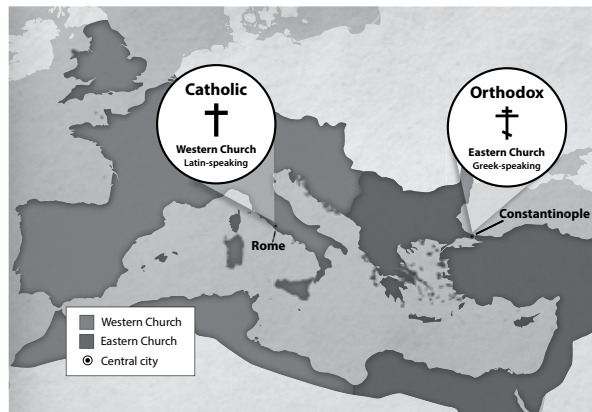 Catholic
Western Church
Latin-speaking
Orthodox
Eastern Church
Greek-speaking
Constantinople
Rome
Western Church
Eastern Church
Central city